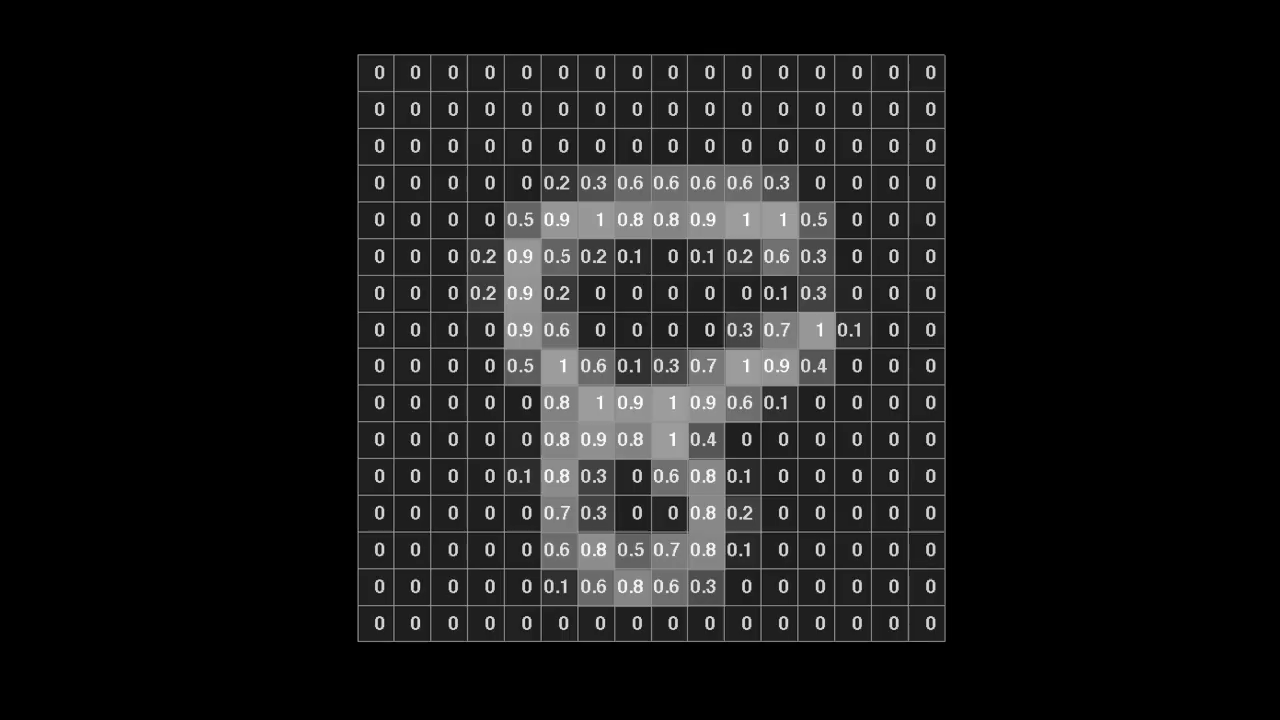 0 0 0 0 0 0 0 0 0 0 0 0 0 0 0 0
0 0 0 0 0 0 0 0 0 0 0 0 0 0 0 0
0 0 0 0 0 0 0 0 0 0 0 0 0 0 0 0
0 0 0 0 0 0.2 0.3 0.6 0.6 0.6 0.6 0.3 0 0 0 0
0 0 0 0 0.5 0.9 1 0.8 0.8 0.9 1 1 0.5 0 0 0
0 0 0 0.2 0.9 0.5 0.2 0.1 0 0.1 0.2 0.6 0.3 0 0 0
0 0 0 0.2 0.9 0.2 0 0 0 0 0 0.1 0.3 0 0 0
0 0 0 0 0.9 0.6 0 0 0 0 0.3 0.7 1 0.1 0 0
0 0 0 0 0.5 1 0.6 0.1 0.3 0.7 1 0.9 0.4 0 0 0
0 0 0 0 0 0.8 1 0.9 1 0.9 0.6 0.1 0 0 0 0
0 0 0 0 0 0.8 0.9 0.8 1 0.4 0 0 0 0 0 0
0 0 0 0 0.1 0.8 0.3 0 0.6 0.8 0.1 0 0 0 0 0
0 0 0 0 0 0.7 0.3 0 0 0.8 0.2 0 0 0 0 0
0 0 0 0 0 0.6 0.8 0.5 0.7 0.8 0.1 0 0 0 0 0
0 0 0 0 0 0.1 0.6 0.8 0.6 0.3 0 0 0 0 0 0
0 0 0 0 0 0 0 0 0 0 0 0 0 0 0 0